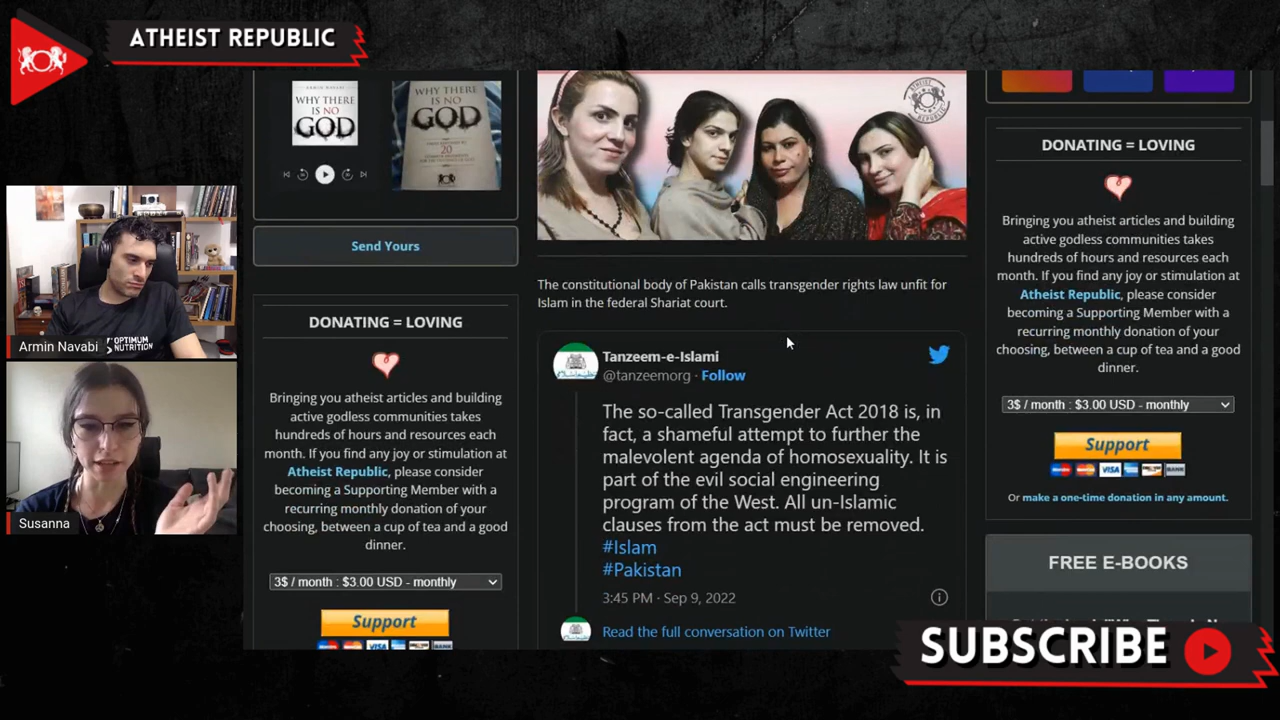 ATHEIST REPUBLIC
ARMIN NAVABI
WHY THERE
IS NO
GOD
WHY THERE
IS NO
GOD
20
Send Yours
DONATING = LOVING
Bringing you atheist articles and building
active godless communities takes
hundreds of hours and resources each
month. If you find any joy or stimulation at
Atheist Republic, please consider
becoming a Supporting Member with a
recurring monthly donation of your
choosing, between a cup of tea and a good
dinner.
3$ / month : $3.00 USD - monthly
Support
VISA
BANK
ATHEIST
REPUBLIC
The constitutional body of Pakistan calls transgender rights law unfit for
Islam in the federal Shariat court.
Tanzeem-e-Islami
@tanzeemorg · Follow
The so-called Transgender Act 2018 is, in
fact, a shameful attempt to further the
malevolent agenda of homosexuality. It is
part of the evil social engineering
program of the West. All un-Islamic
clauses from the act must be removed.
#Islam
#Pakistan
3:45 PM · Sep 9, 2022
Read the full conversation on Twitter
DONATING = LOVING
Bringing you atheist articles and building
active godless communities takes
hundreds of hours and resources each
month. If you find any joy or stimulation at
Atheist Republic, please consider
becoming a Supporting Member with a
recurring monthly donation of your
choosing, between a cup of tea and a good
dinner.
3$ / month : $3.00 USD - monthly
Support
VISA
BANK
Or make a one-time donation in any amount.
FREE E-BOOKS
OPTIMUM
NUTRITION
Armin Navabi
Susanna
SUBSCRIBE